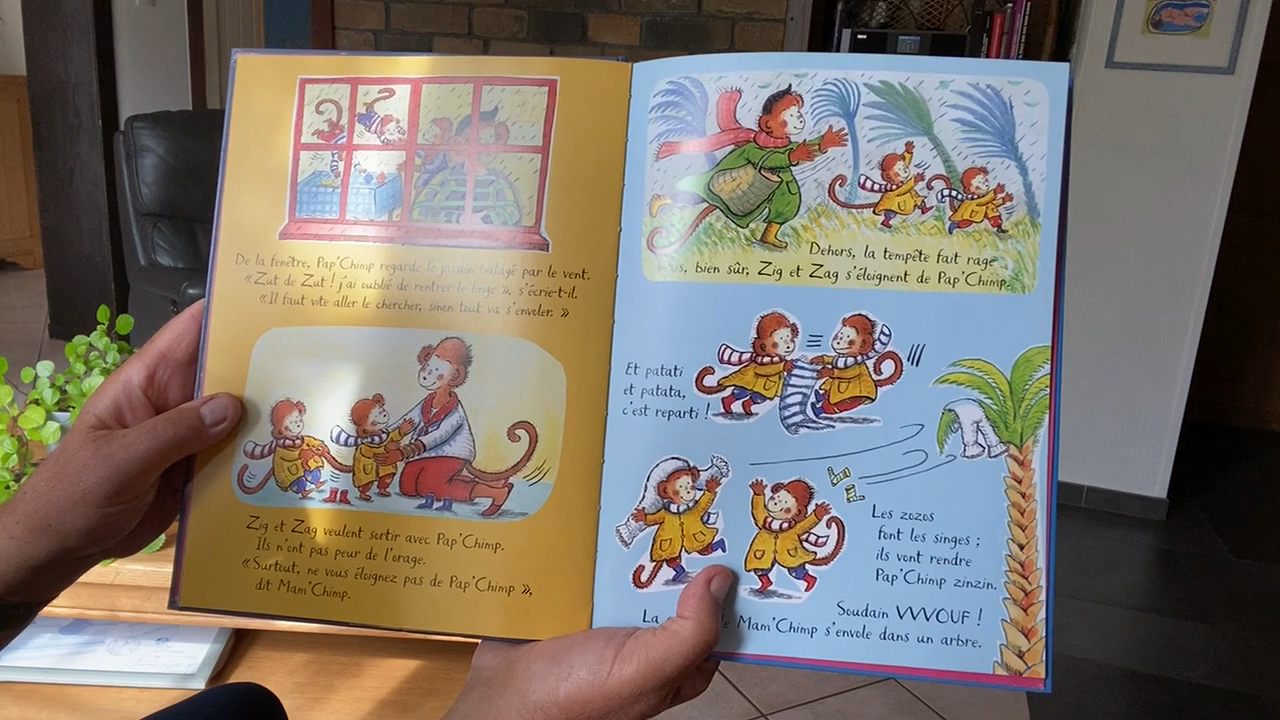 De la fenêtre, Pap'Chimp regarde le jardin balayé par le vent.
« Zut de Zut ! j'ai oublié de rentrer le linge », s'écrie-t-il.
« Il faut vite aller le chercher, sinon tout va s'envoler. »
Zig et Zag veulent sortir avec Pap'Chimp.
Ils n'ont pas peur de l'orage.
« Surtout, ne vous éloignez pas de Pap'Chimp »,
dit Mam'Chimp.
Dehors, la tempête fait rage
bien sûr, Zig et Zag s'éloignent de Pap'Chimp.
Et patati
et patata,
c'est reparti !
Les zozos
font les singes ;
ils vont rendre
Pap'Chimp zinzin.
Soudain VVVOUF !
La Mam'Chimp s'envole dans un arbre.